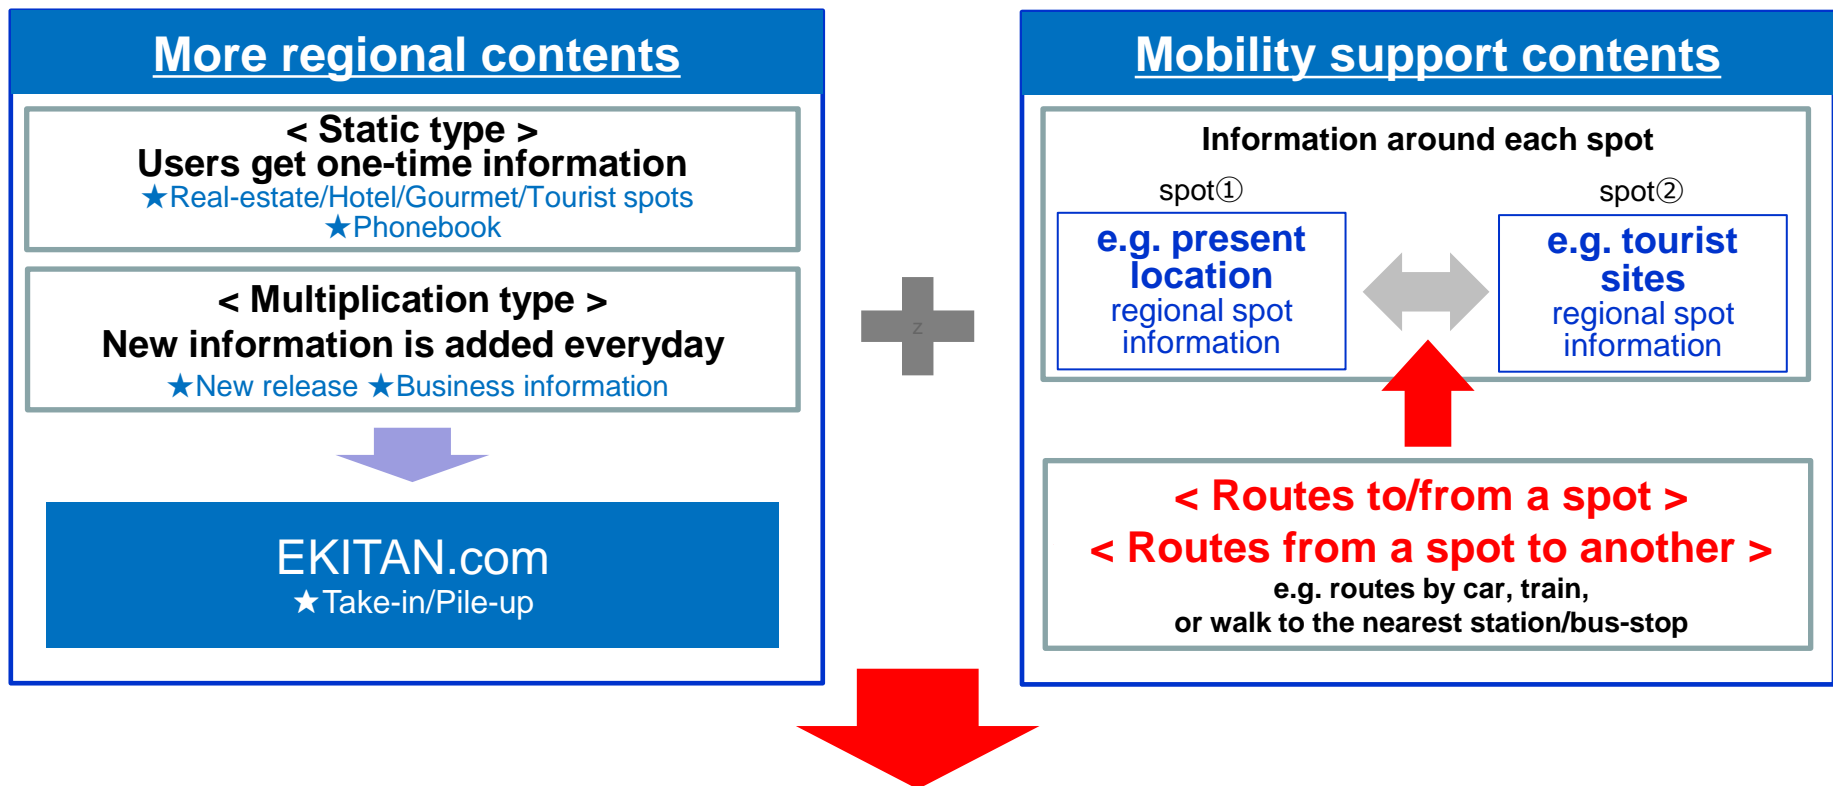 More regional contents
< Static type >
Users get one-time information
★Real-estate/Hotel/Gourmet/Tourist spots
★Phonebook
< Multiplication type >
New information is added everyday
★New release ★Business information
EKITAN.com
★Take-in/Pile-up
z
Mobility support contents
Information around each spot
spot①
e.g. present
location
regional spot
information
spot②
e.g. tourist
sites
regional spot
information
< Routes to/from a spot >
< Routes from a spot to another >
e.g. routes by car, train,
or walk to the nearest station/bus-stop